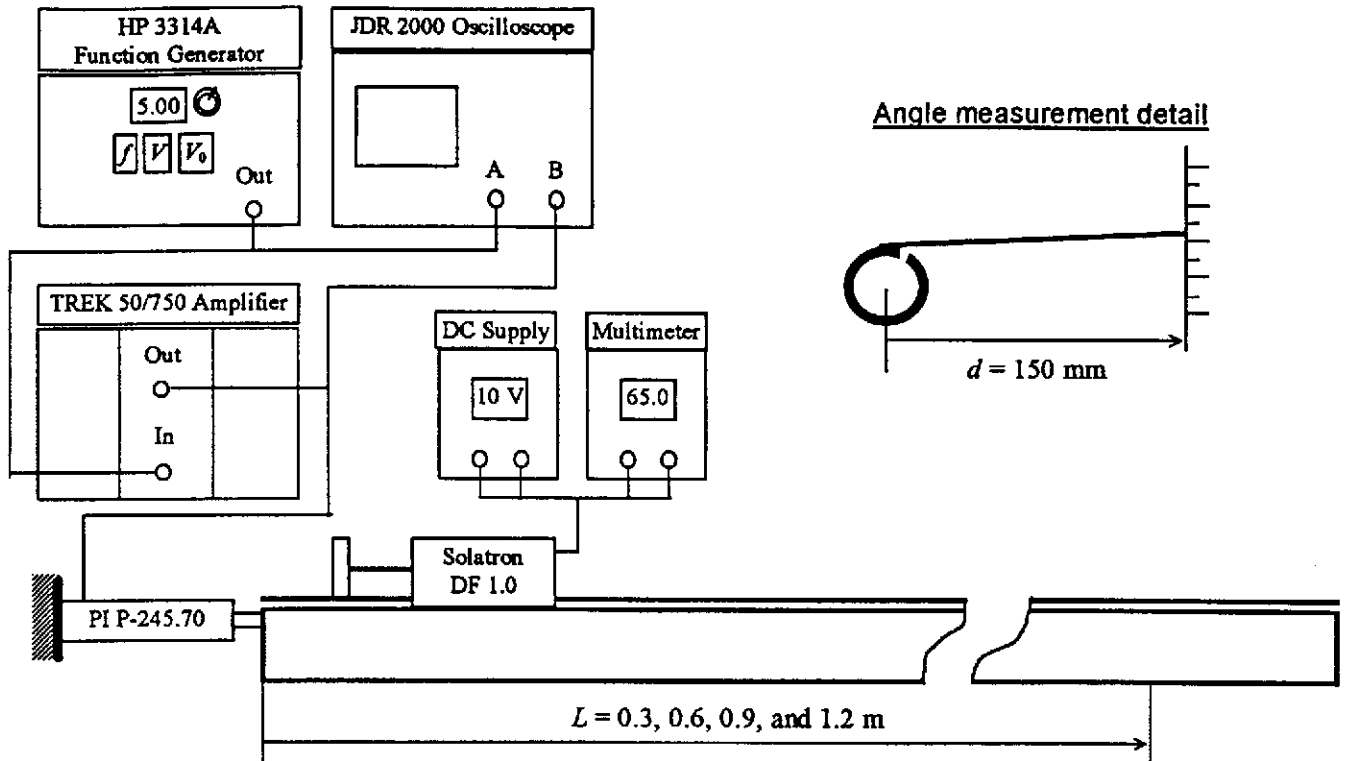 HP 3314A
Function Generator
5.00
f V V₀
Out
JDR 2000 Oscilloscope
A B
Angle measurement detail
d = 150 mm
TREK 50/750 Amplifier
Out
In
DC Supply
10 V
Multimeter
65.0
Solatron
DF 1.0
PI P-245.70
L = 0.3, 0.6, 0.9, and 1.2 m